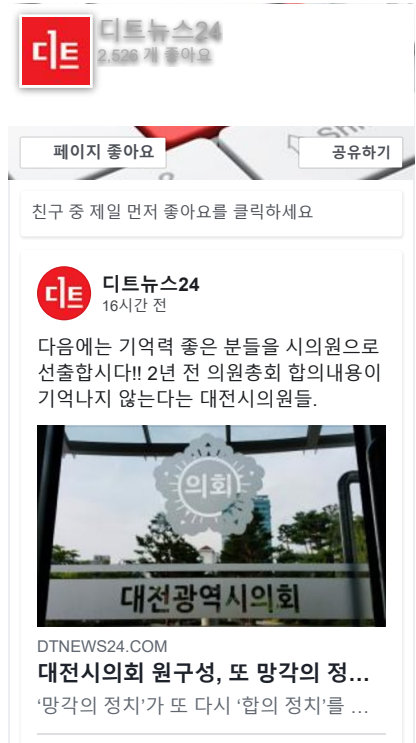 디트
디트뉴스24
2,526 개 좋아요
페이지 좋아요
공유하기
친구 중 제일 먼저 좋아요를 클릭하세요
디트
디트뉴스24
16시간 전
다음에는 기억력 좋은 분들을 시의원으로
선출합시다!! 2년 전 의원총회 합의내용이
기억나지 않는다는 대전시의원들.
의회
대전광역시의회
DTNEWS24.COM
대전시의회 원구성, 또 망각의 정...
‘망각의 정치’가 또 다시 ‘합의 정치’를 ...